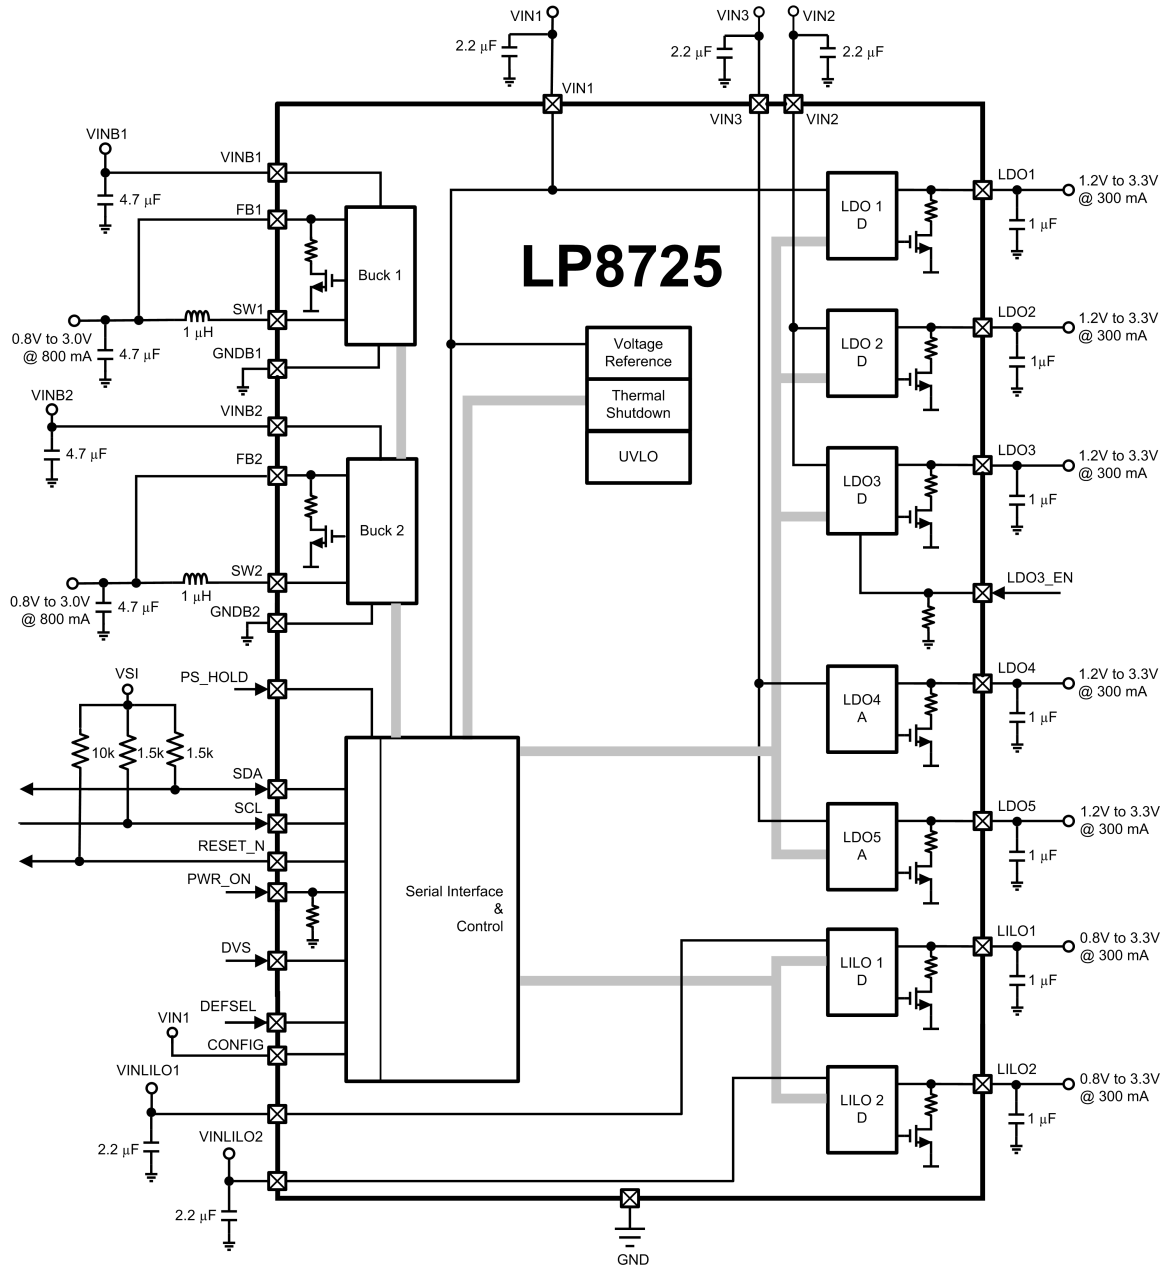 VIN1
VIN3
VIN2
2.2 μF
2.2 μF
2.2 μF
VIN1
VIN3
VIN2
VINB1
VINB1
4.7 μF
FB1
Buck 1
SW1
1 μH
0.8V to 3.0V
@ 800 mA
4.7 μF
GNDB1
VINB2
VINB2
4.7 μF
FB2
Buck 2
SW2
1 μH
0.8V to 3.0V
@ 800 mA
4.7 μF
GNDB2
LP8725
Voltage
Reference
Thermal
Shutdown
UVLO
LDO 1
D
LDO1
1.2V to 3.3V
@ 300 mA
1 μF
LDO 2
D
LDO2
1.2V to 3.3V
@ 300 mA
1μF
LDO3
D
LDO3
1.2V to 3.3V
@ 300 mA
1 μF
LDO3_EN
LDO4
A
LDO4
1.2V to 3.3V
@ 300 mA
1 μF
LDO5
A
LDO5
1.2V to 3.3V
@ 300 mA
1 μF
LILO 1
D
LILO1
0.8V to 3.3V
@ 300 mA
1 μF
LILO 2
D
LILO2
0.8V to 3.3V
@ 300 mA
1 μF
PS_HOLD
VSI
10k
1.5k
1.5k
SDA
SCL
RESET_N
PWR_ON
DVS
DEFSEL
VIN1
CONFIG
Serial Interface
&
Control
VINLILO1
2.2 μF
VINLILO2
2.2 μF
GND